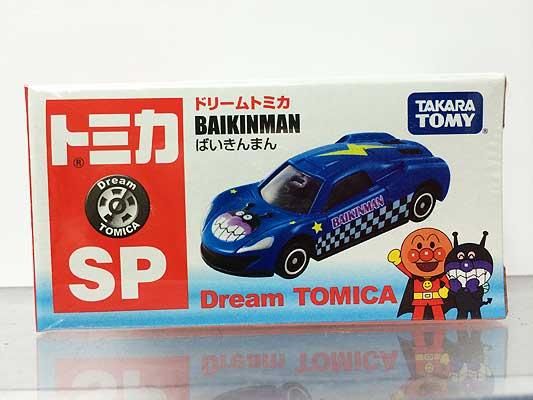 トミカ
®
Dream
TOMICA
SP
ドリームトミカ
BAIKINMAN
ばいきんまん
BAIKINMAN
Dream TOMICA
TAKARA
TOMY
®